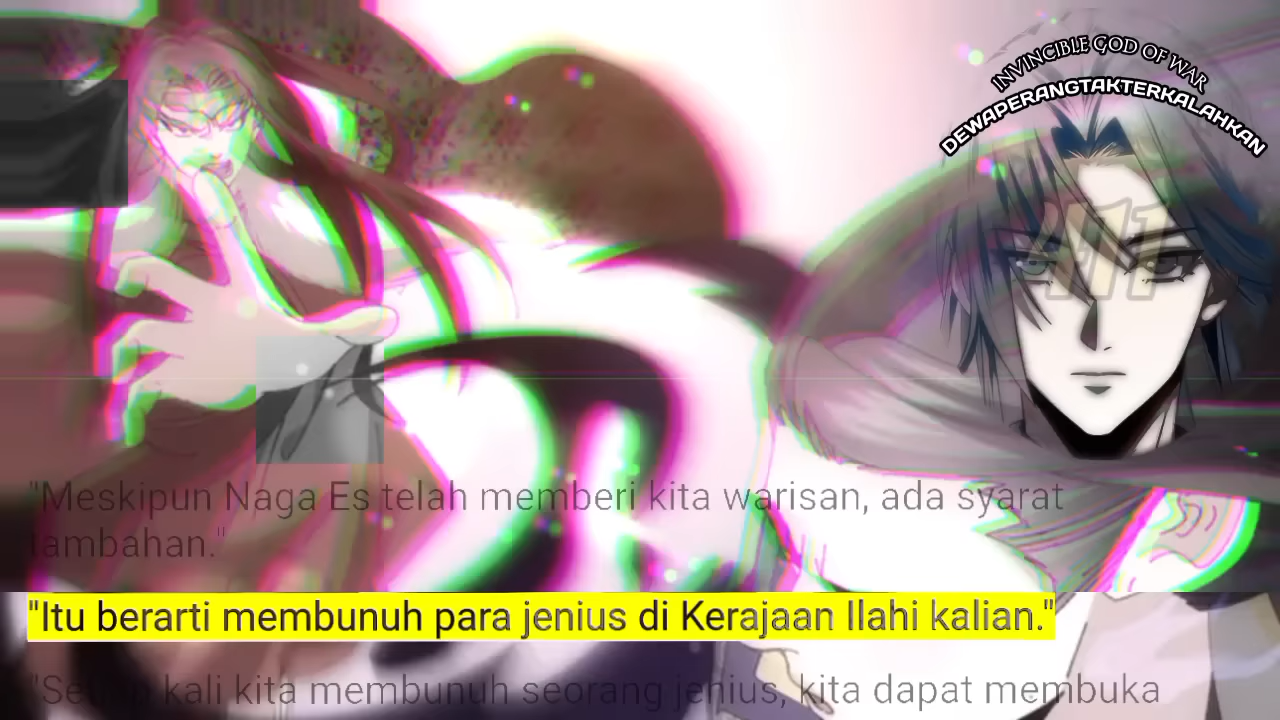 INVINCIBLE GOD OF WAR
DEWAPERANGTAKTERKALAHKAN
"Meskipun Naga Es telah memberi kita warisan, ada syarat
tambahan."
"Itu berarti membunuh para jenius di Kerajaan Ilahi kalian."
"Setiap kali kita membunuh seorang jenius, kita dapat membuka